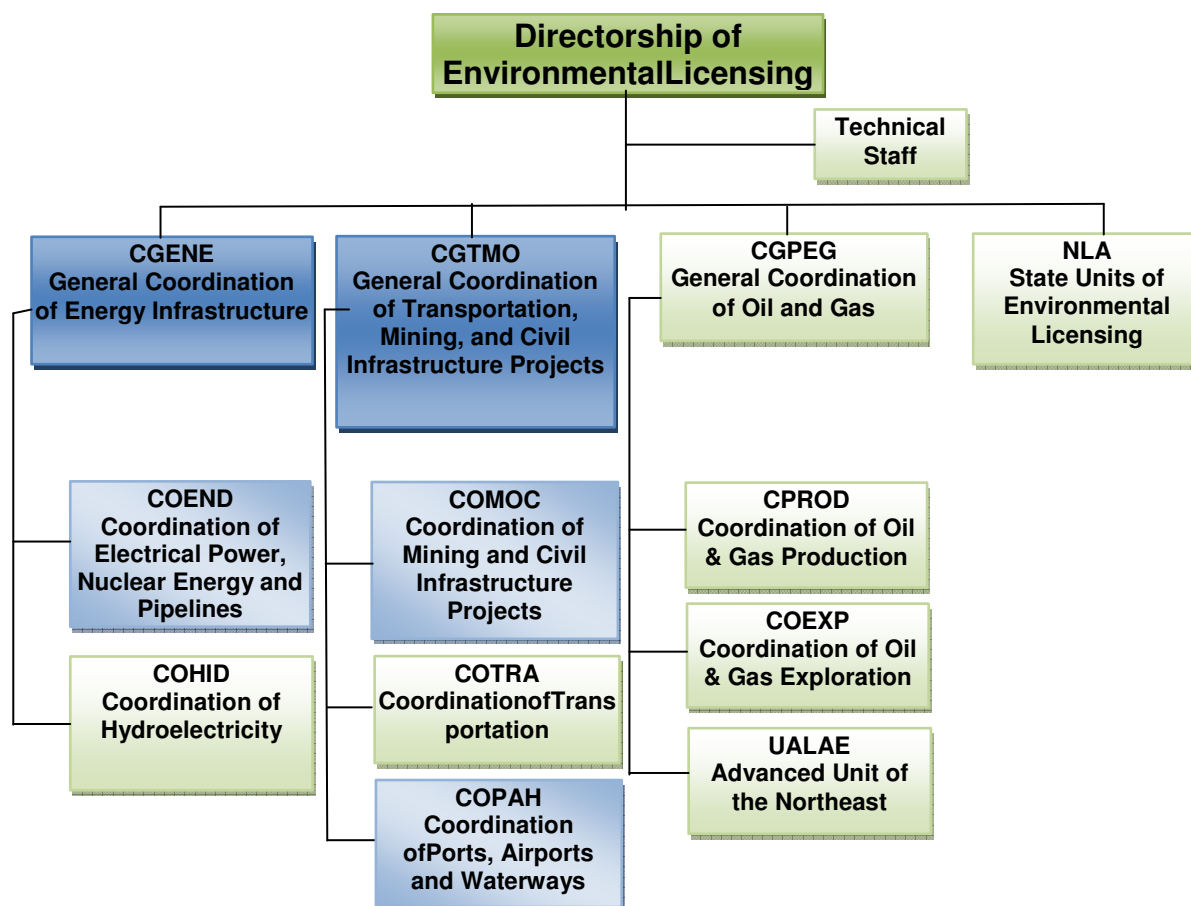 Directorship of
EnvironmentalLicensing
Technical
Staff
CGENE
General Coordination
of Energy Infrastructure
CGTMO
General Coordination
of Transportation,
Mining, and Civil
Infrastructure Projects
CGPEG
General Coordination
of Oil and Gas
NLA
State Units of
Environmental
Licensing
COEND
Coordination of
Electrical Power,
Nuclear Energy and
Pipelines
COMOC
Coordination of
Mining and Civil
Infrastructure
Projects
CPROD
Coordination of Oil
& Gas Production
COHID
Coordination of
Hydroelectricity
COTRA
CoordinationofTrans
portation
COEXP
Coordination of Oil
& Gas Exploration
COPAH
Coordination
ofPorts, Airports
and Waterways
UALAE
Advanced Unit of
the Northeast